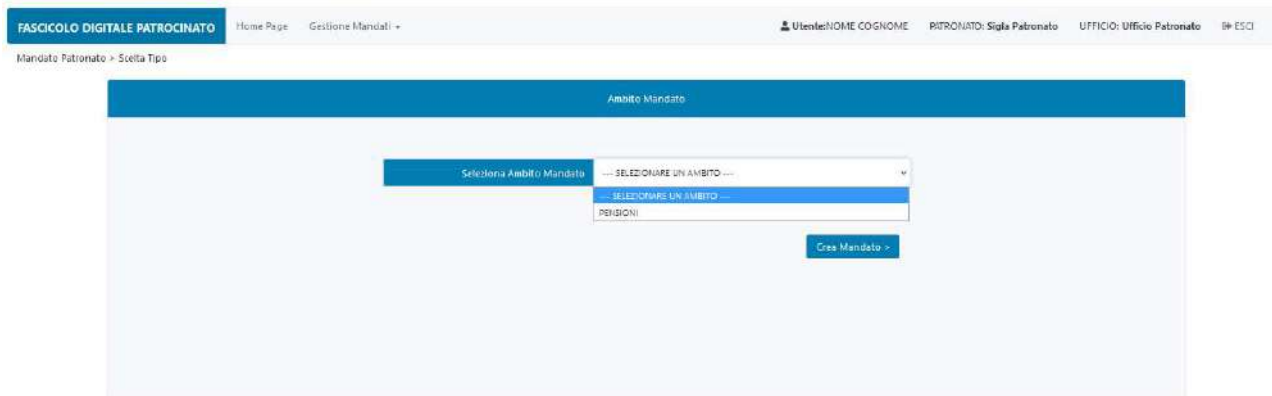 FASCICOLO DIGITALE PATROCINATO Home Page Gestione Mandati Utente:NOME COGNOME PATRONATO: Sigla Patronato UFFICIO: Ufficio Patronato ESCI
Mandato Patronato > Scelta Tipo
Ambito Mandato
Seleziona Ambito Mandato --- SELEZIONARE UN AMBITO ---
--- SELEZIONARE UN AMBITO ---
PENSIONI
Crea Mandato >